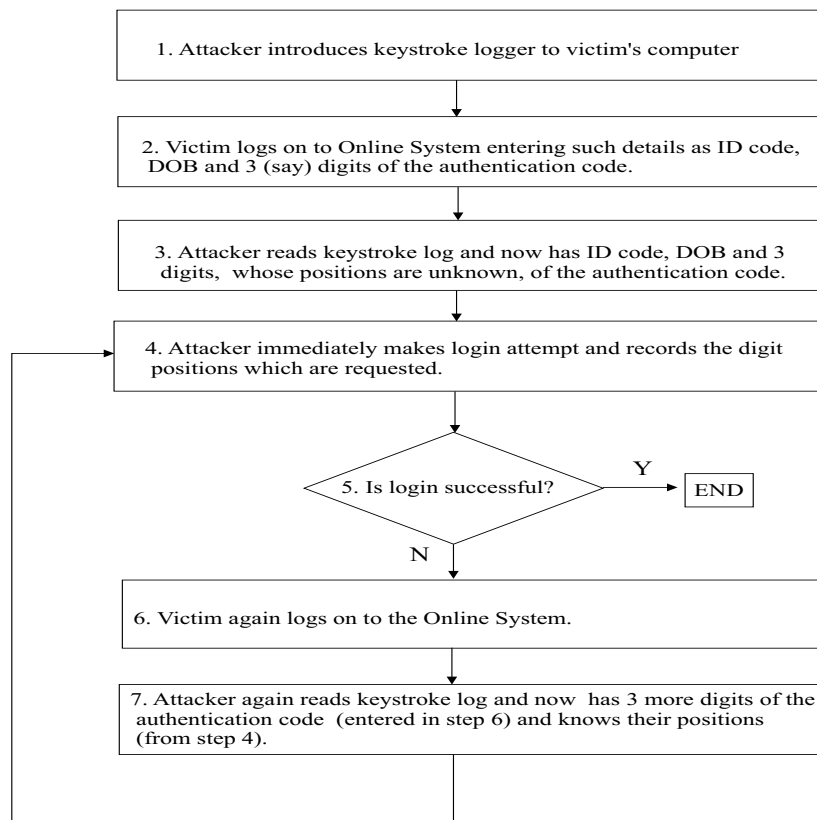 1. Attacker introduces keystroke logger to victim's computer
2. Victim logs on to Online System entering such details as ID code,
DOB and 3 (say) digits of the authentication code.
3. Attacker reads keystroke log and now has ID code, DOB and 3
digits, whose positions are unknown, of the authentication code.
4. Attacker immediately makes login attempt and records the digit
positions which are requested.
5. Is login successful?
Y
END
N
6. Victim again logs on to the Online System.
7. Attacker again reads keystroke log and now has 3 more digits of the
authentication code (entered in step 6) and knows their positions
(from step 4).